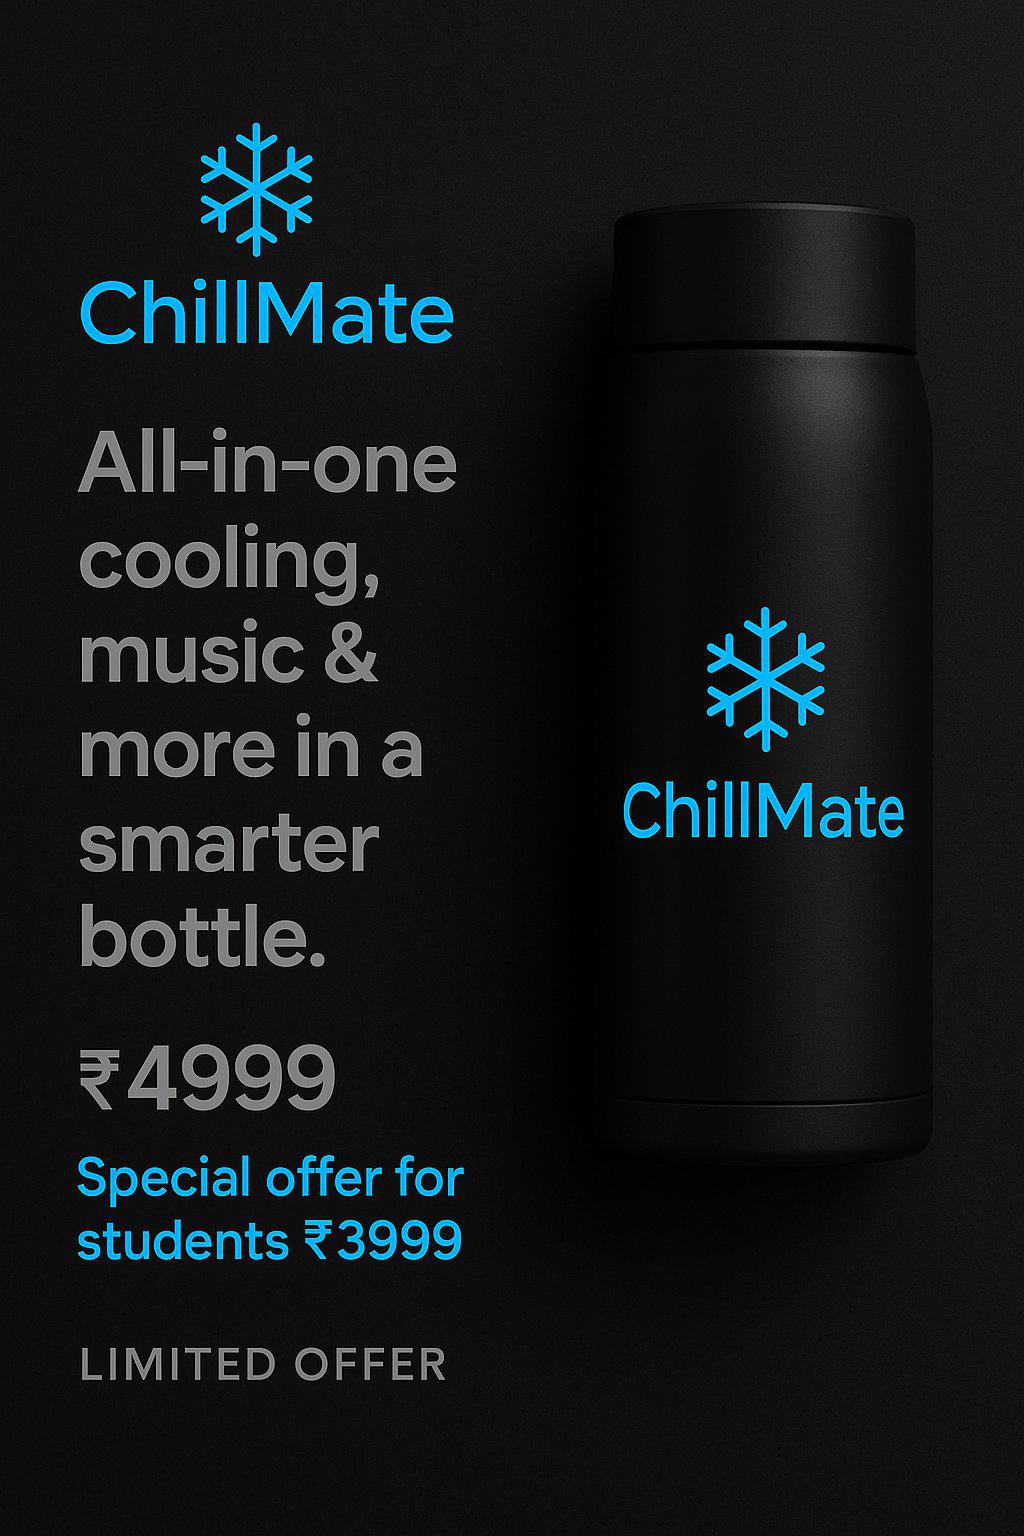 ChillMate
All-in-one
cooling,
music &
more in a
smarter
bottle.
₹4999
Special offer for
students ₹3999
LIMITED OFFER
ChillMate